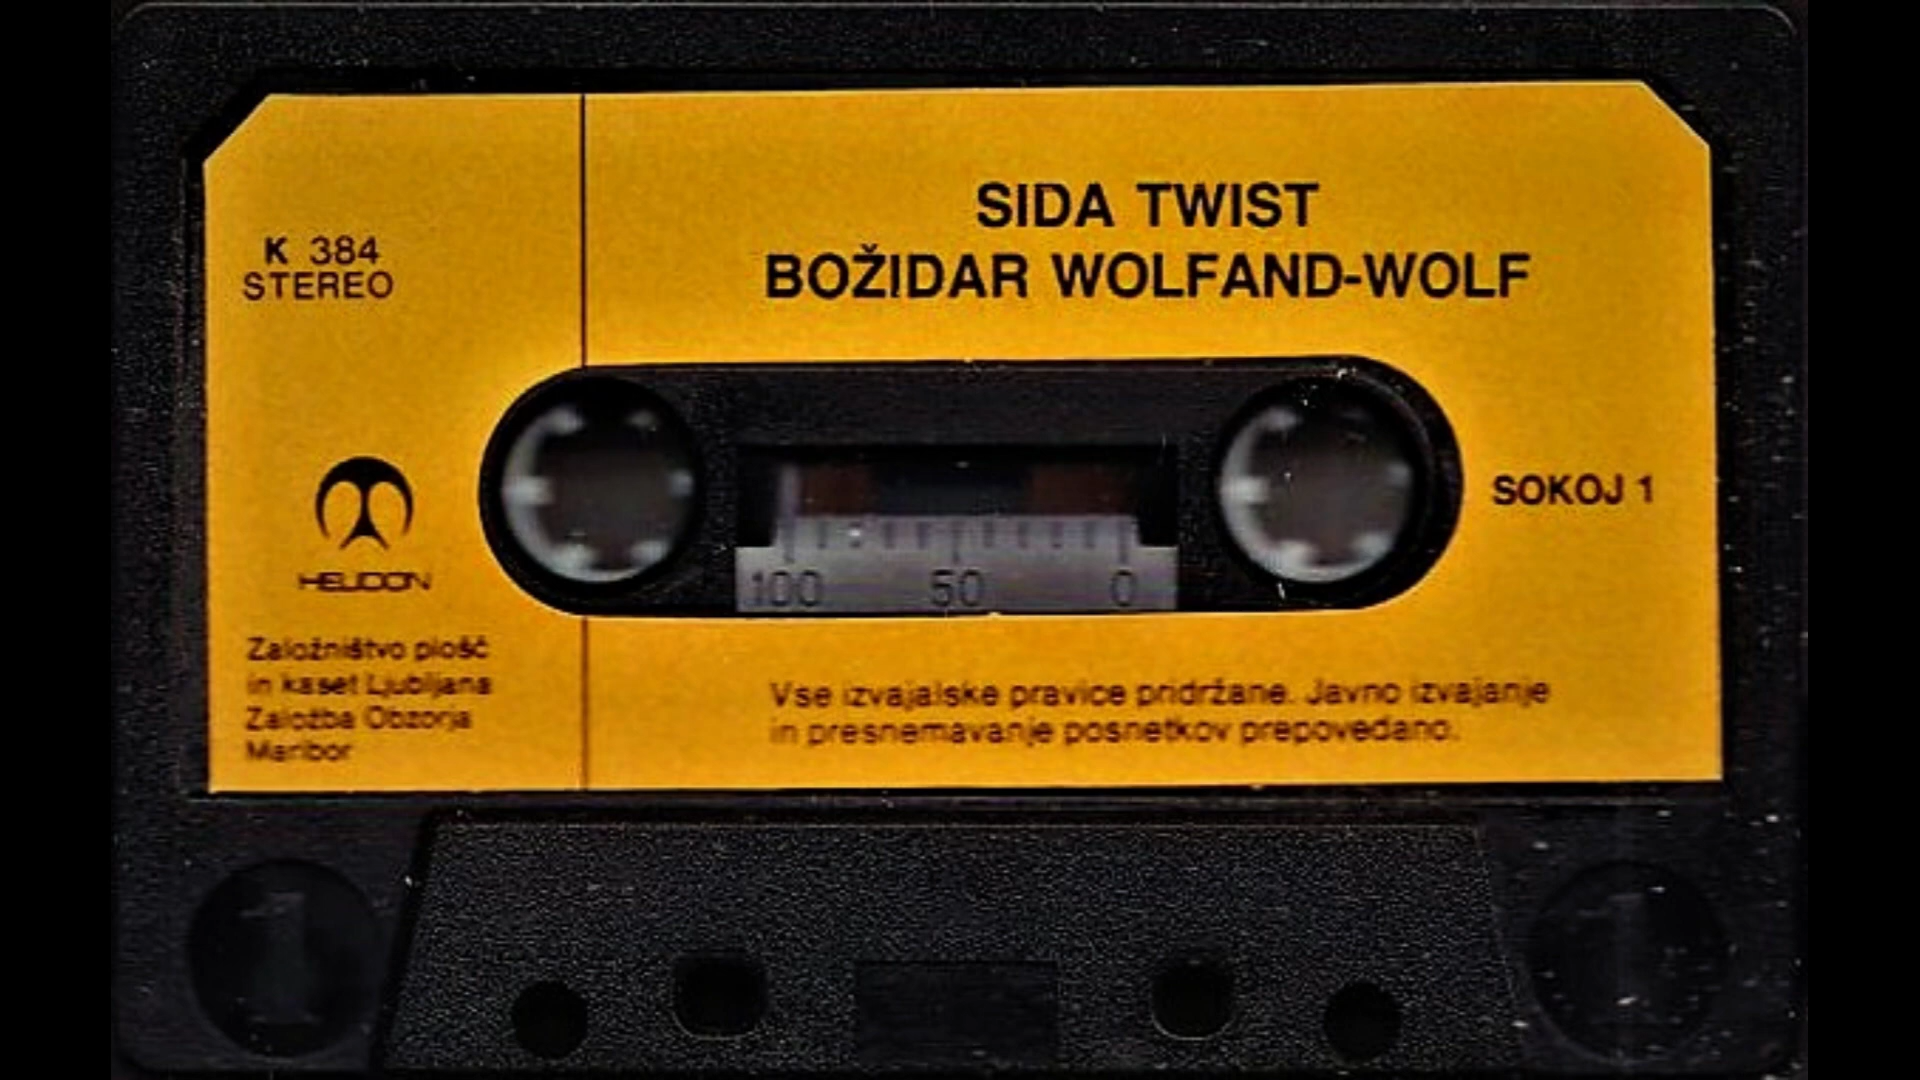 SIDA TWIST
BOŽIDAR WOLFAND-WOLF
K 384
STEREO
SOKOJ 1
HELIDON
100 50 0
Založništvo plošč
in kaset Ljubljana
Založba Obzorja
Maribor
Vse izvajalske pravice pridržane. Javno izvajanje
in presnemavanje posnetkov prepovedano.
1 1